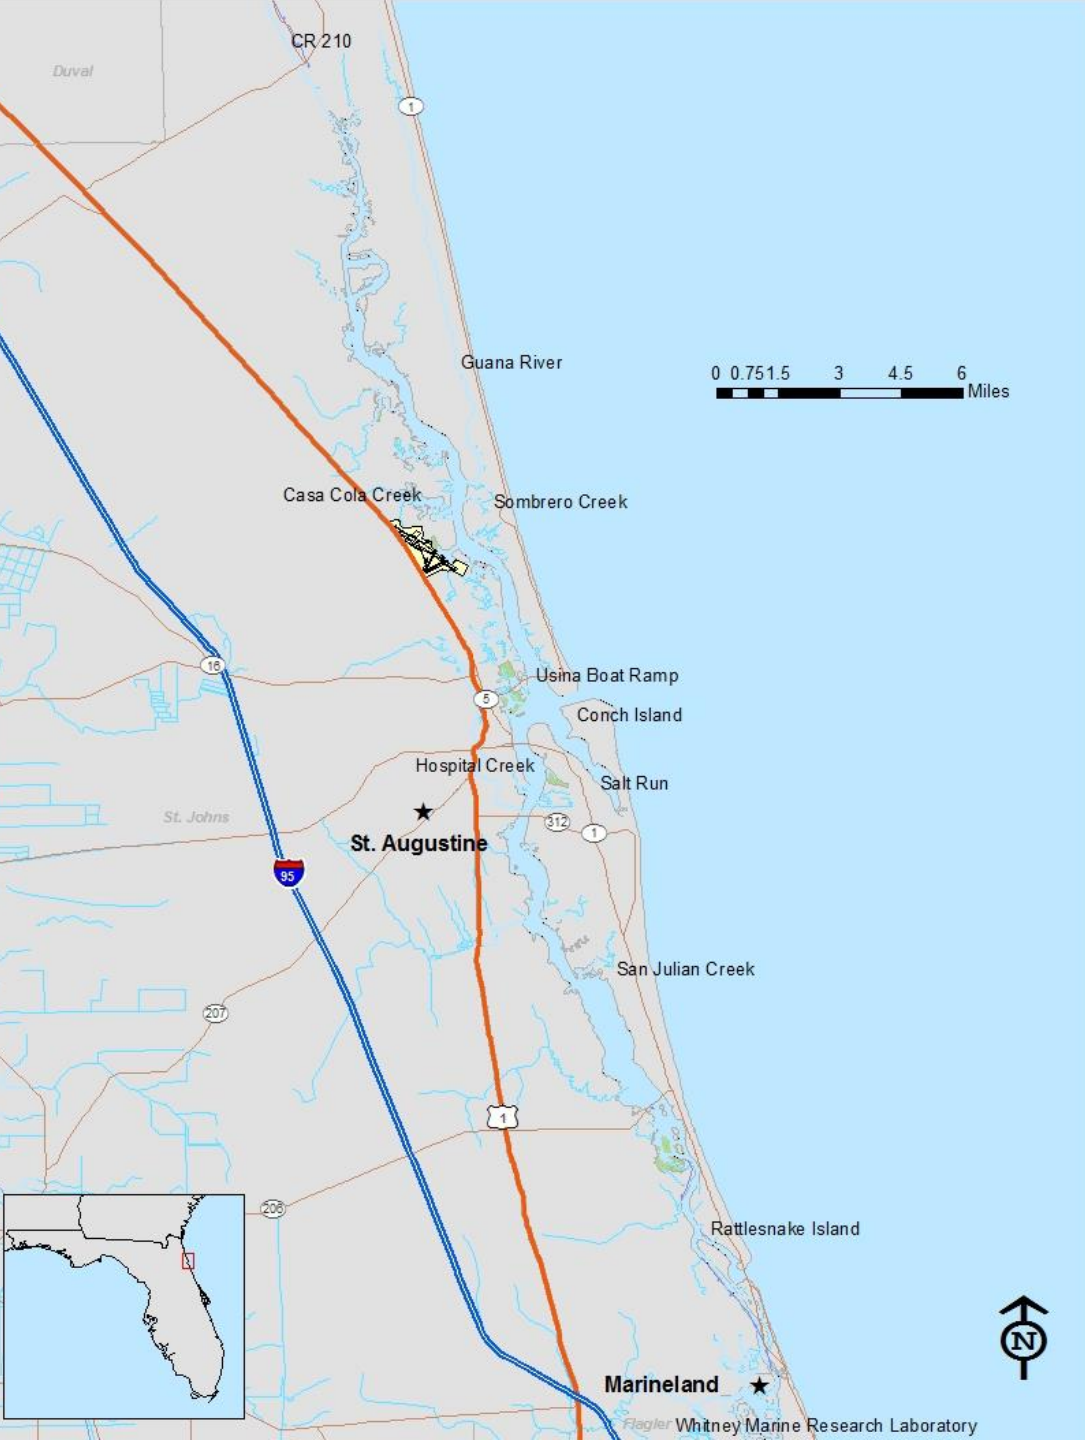 CR 210
Duval
1
Guana River
0 0.75 1.5 3 4.5 6
Miles
Casa Cola Creek
Sombrero Creek
16
Usina Boat Ramp
5
Conch Island
Hospital Creek
Salt Run
St. Johns
312
1
St. Augustine
95
San Julian Creek
207
1
206
Rattlesnake Island
N
Marineland
Flagler
Whitney Marine Research Laboratory